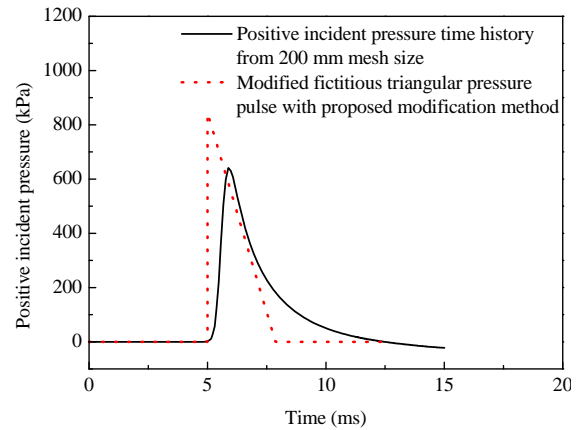 1200
1000
800
600
400
200
0
Positive incident pressure (kPa)
Positive incident pressure time history
from 200 mm mesh size
Modified fictitious triangular pressure
pulse with proposed modification method
0
5
10
15
20
Time (ms)